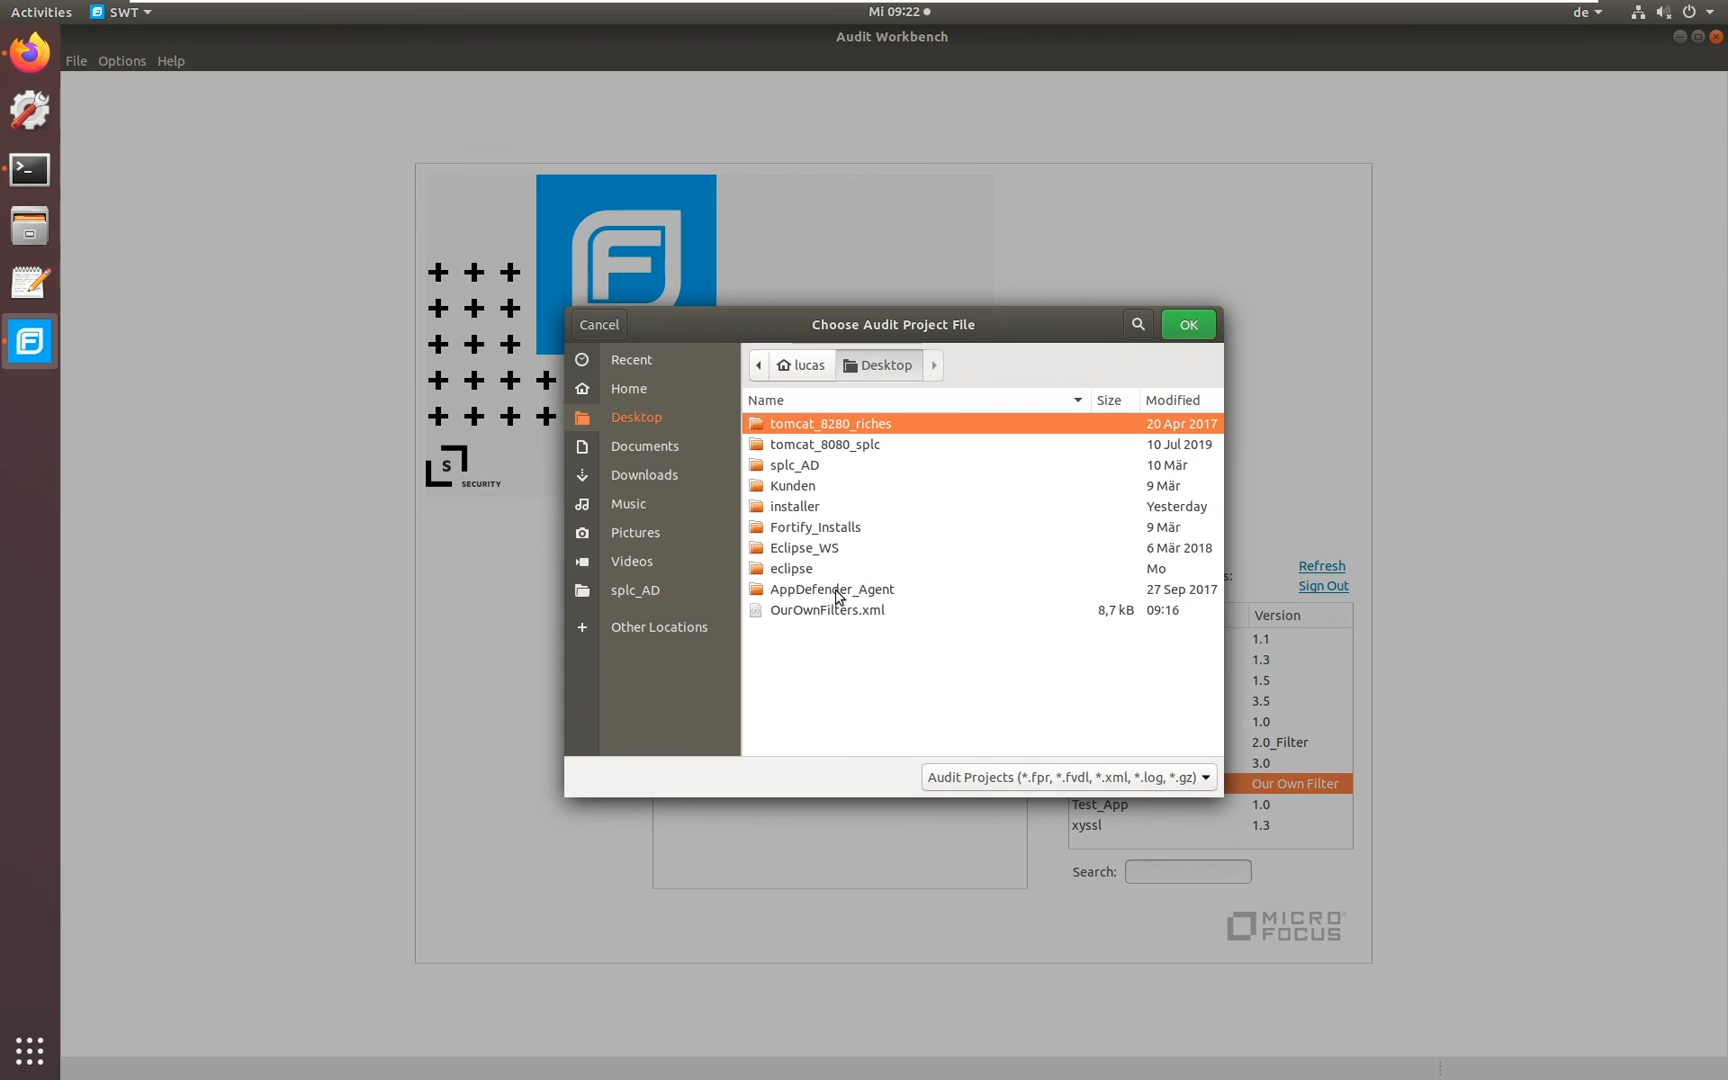 Activities SWT Mi 09:22 de
Audit Workbench
File Options Help
Cancel Choose Audit Project File OK
Recent
Home
Desktop
Documents
Downloads
Music
Pictures
Videos
splc_AD
Other Locations
lucas Desktop
Name Size Modified
tomcat_8280_riches 20 Apr 2017
tomcat_8080_splc 10 Jul 2019
splc_AD 10 Mär
Kunden 9 Mär
installer Yesterday
Fortify_Installs 9 Mär
Eclipse_WS 6 Mär 2018
eclipse Mo
AppDefender_Agent 27 Sep 2017
OurOwnFilters.xml 8,7 kB 09:16
Audit Projects (*.fpr, *.fvdl, *.xml, *.log, *.gz)
S
SECURITY
s: Refresh
Sign Out
Version
1.1
1.3
1.5
3.5
1.0
2.0_Filter
3.0
Our Own Filter
Test_App 1.0
xyssl 1.3
Search:
MICRO
FOCUS